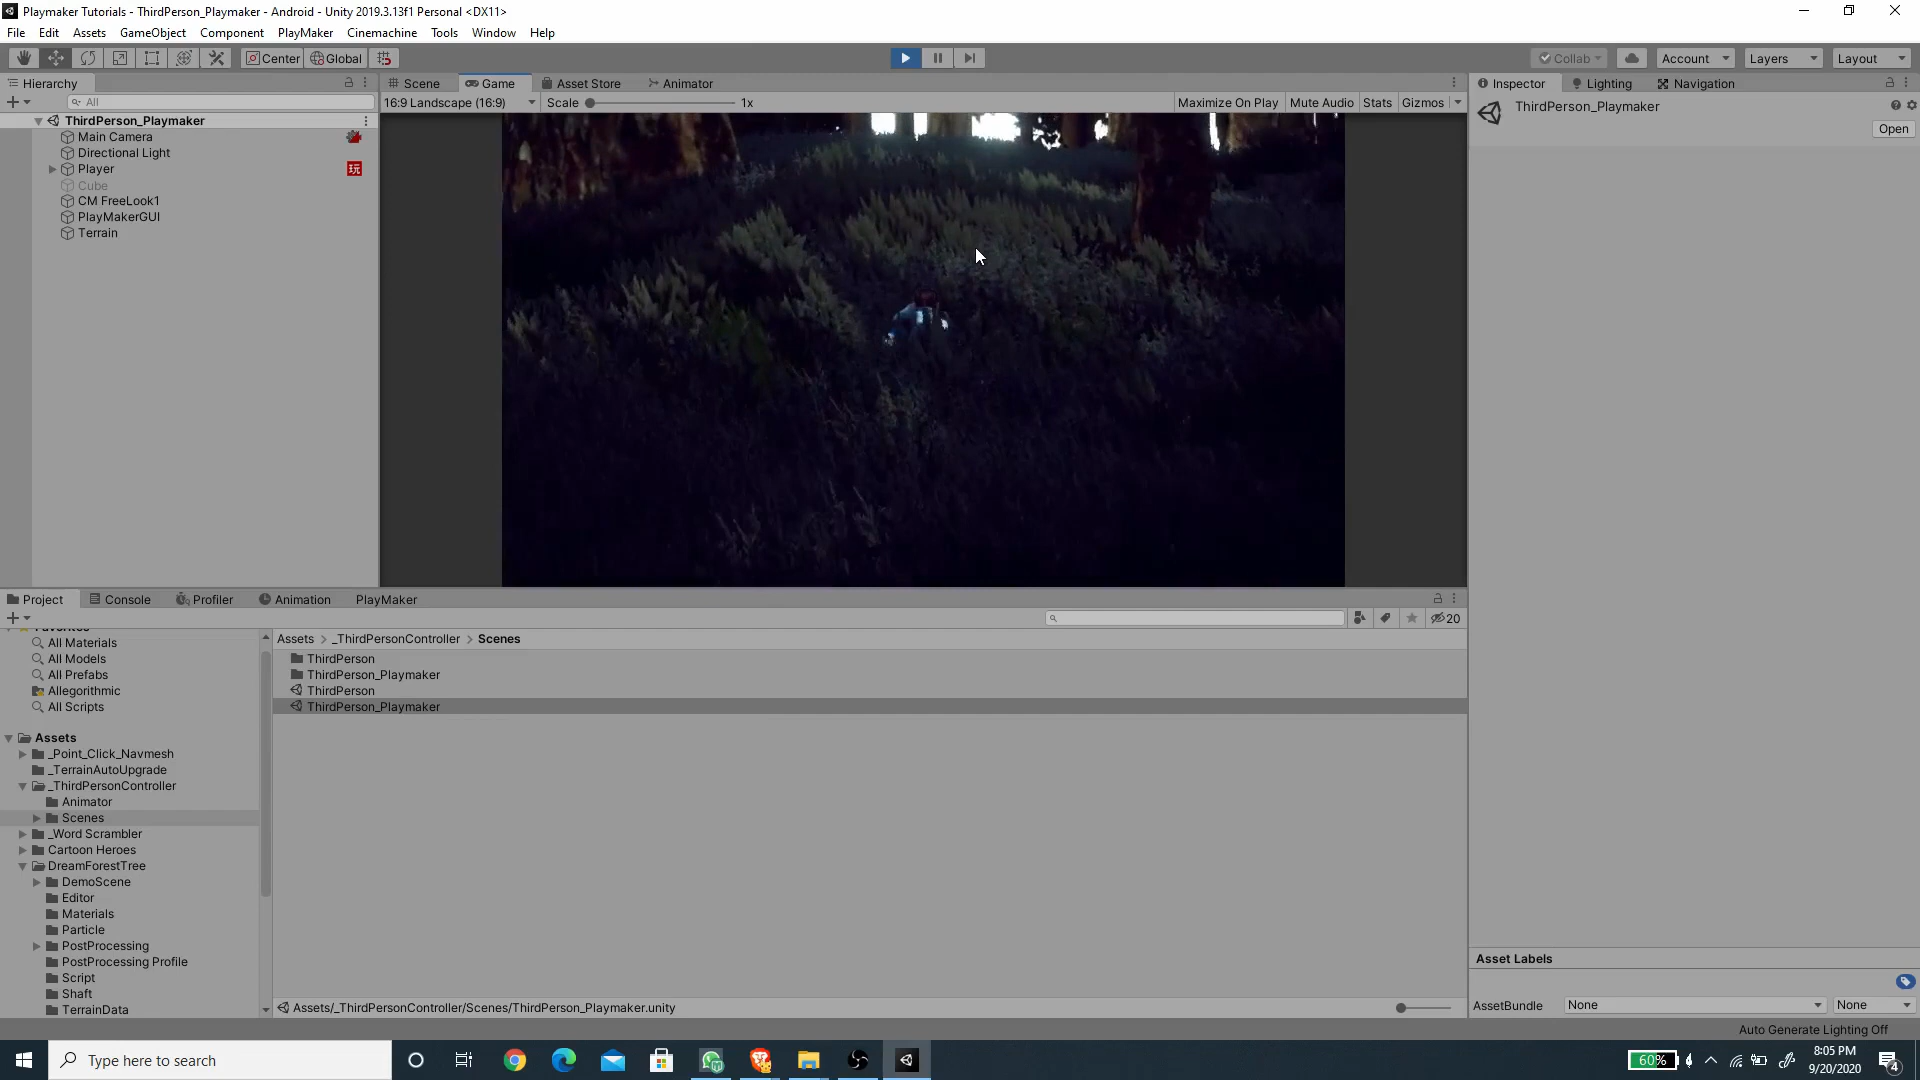 Playmaker Tutorials - ThirdPerson_Playmaker - Android - Unity 2019.3.13f1 Personal <DX11>
File Edit Assets GameObject Component PlayMaker Cinemachine Tools Window Help
Center Global Collab Account Layers Layout
Hierarchy
All
ThirdPerson_Playmaker
Main Camera
Directional Light
Player 玩
Cube
CM FreeLook1
PlayMakerGUI
Terrain
Scene Game Asset Store Animator
16:9 Landscape (16:9) Scale 1x Maximize On Play Mute Audio Stats Gizmos
Inspector Lighting Navigation
ThirdPerson_Playmaker
Open
Project Console Profiler Animation PlayMaker
20
Favorites
All Materials
All Models
All Prefabs
Allegorithmic
All Scripts
Assets
_Point_Click_Navmesh
_TerrainAutoUpgrade
_ThirdPersonController
Animator
Scenes
_Word Scrambler
Cartoon Heroes
DreamForestTree
DemoScene
Editor
Materials
Particle
PostProcessing
PostProcessing Profile
Script
Shaft
TerrainData
Assets > _ThirdPersonController > Scenes
ThirdPerson
ThirdPerson_Playmaker
ThirdPerson
ThirdPerson_Playmaker
Assets/_ThirdPersonController/Scenes/ThirdPerson_Playmaker.unity
Asset Labels
AssetBundle None None
Auto Generate Lighting Off
Type here to search
60%
8:05 PM
9/20/2020
4